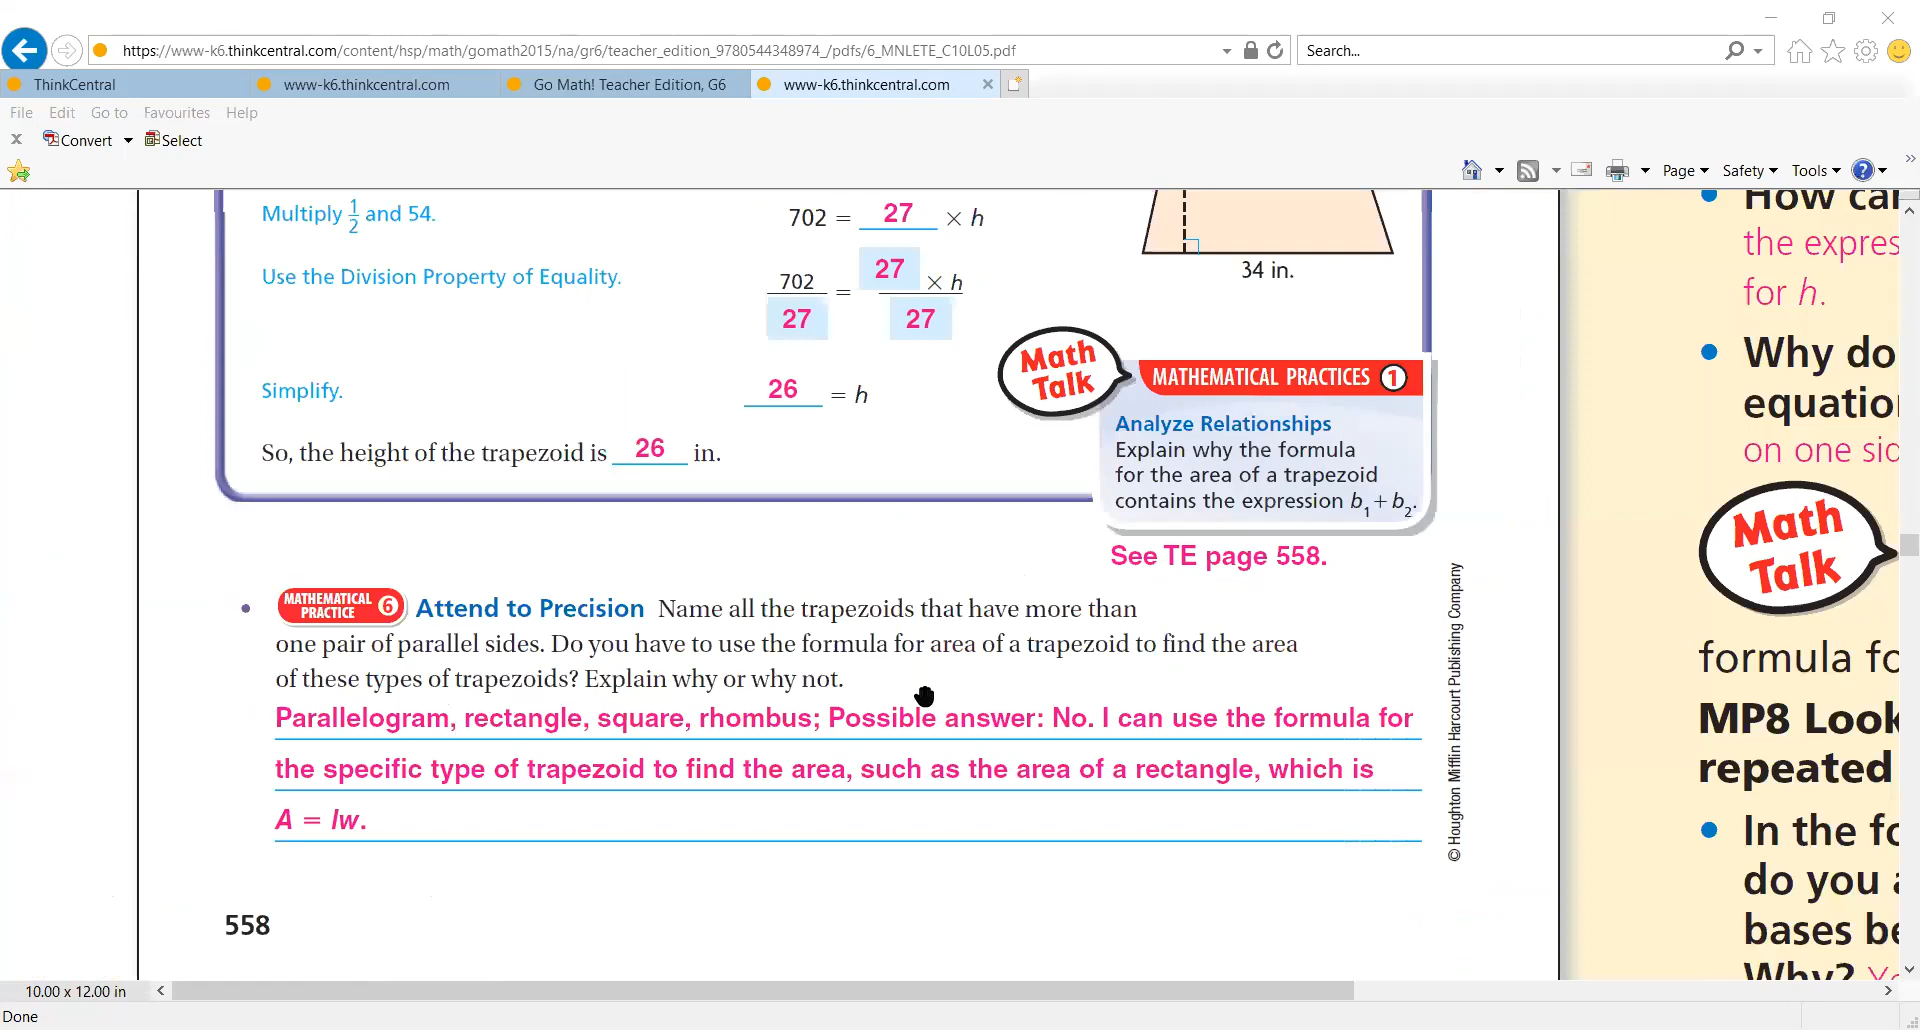 https://www-k6.thinkcentral.com/content/hsp/math/gomath2015/na/gr6/teacher_edition_9780544348974_/pdfs/6_MNLETE_C10L05.pdf
Search...
ThinkCentral
www-k6.thinkcentral.com
Go Math! Teacher Edition, G6
www-k6.thinkcentral.com
File Edit Go to Favourites Help
x Convert Select
Page Safety Tools
Multiply 1/2 and 54.
702 = 27 × h
Use the Division Property of Equality.
702/27 = 27 × h/27
34 in.
Simplify.
26 = h
So, the height of the trapezoid is 26 in.
Math Talk
MATHEMATICAL PRACTICES 1
Analyze Relationships
Explain why the formula
for the area of a trapezoid
contains the expression b₁ + b₂.
See TE page 558.
• MATHEMATICAL PRACTICE 6 Attend to Precision Name all the trapezoids that have more than
one pair of parallel sides. Do you have to use the formula for area of a trapezoid to find the area
of these types of trapezoids? Explain why or why not.
Parallelogram, rectangle, square, rhombus; Possible answer: No. I can use the formula for
the specific type of trapezoid to find the area, such as the area of a rectangle, which is
A = lw.
© Houghton Mifflin Harcourt Publishing Company
558
• How ca
the expres
for h.
• Why do
equatio
on one sid
Math
Talk
formula fo
MP8 Look
repeated
• In the fo
do you a
bases be
Why? Ye
10.00 x 12.00 in
Done